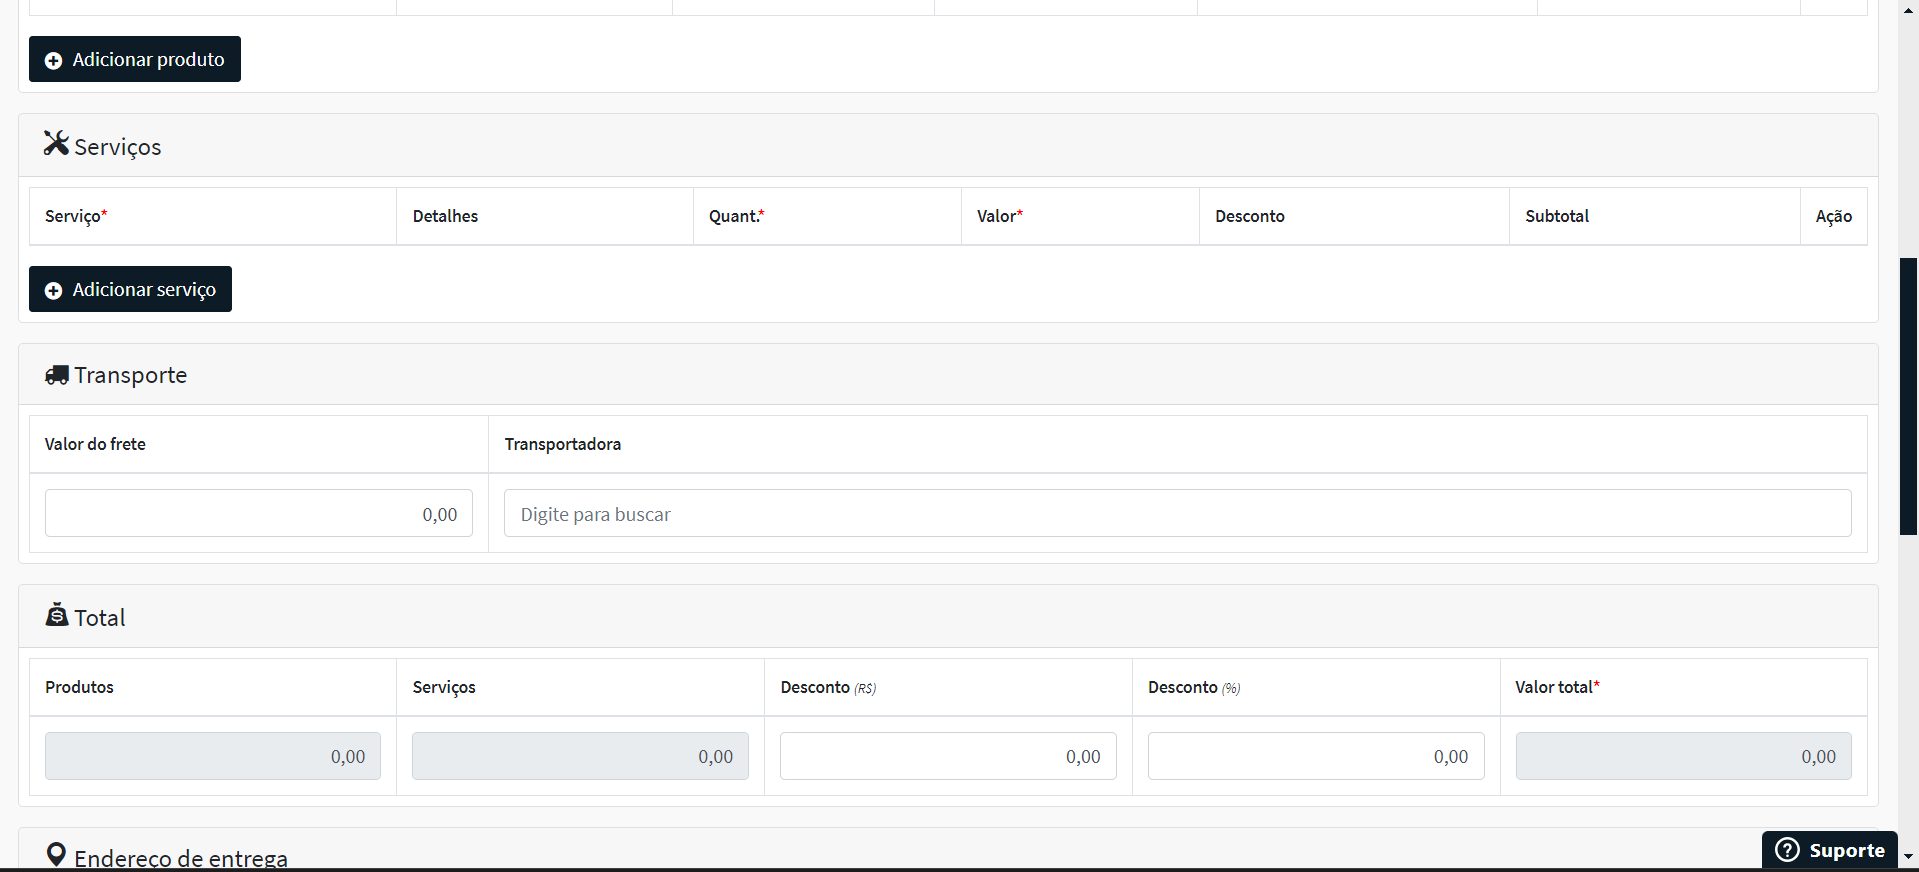 Adicionar produto
Serviços
Serviço* Detalhes Quant.* Valor* Desconto Subtotal Ação
Adicionar serviço
Transporte
Valor do frete Transportadora
0,00 Digite para buscar
Total
Produtos Serviços Desconto (R$) Desconto (%) Valor total*
0,00 0,00 0,00 0,00 0,00
Endereço de entrega
Suporte